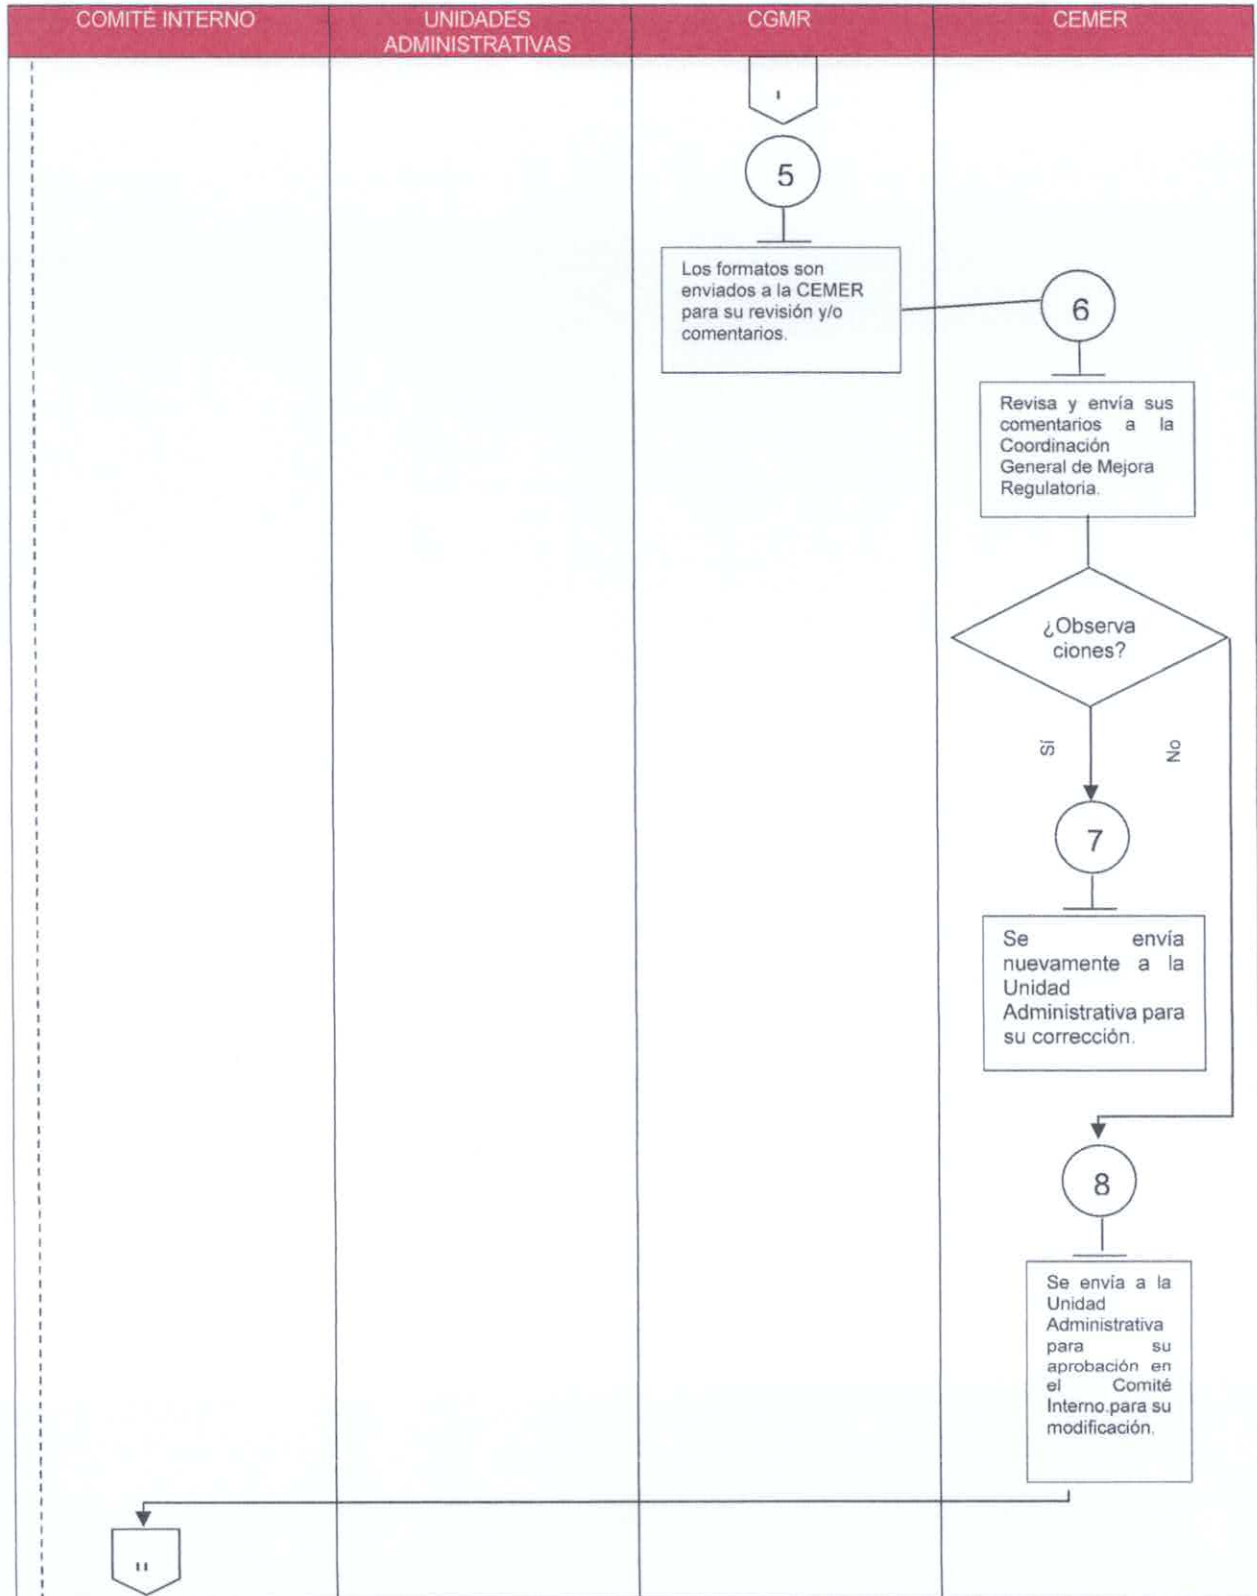 COMITÉ INTERNO
UNIDADES
ADMINISTRATIVAS
CGMR
CEMER
I
5
Los formatos son
enviados a la CEMER
para su revisión y/o
comentarios.
6
Revisa y envía sus
comentarios a la
Coordinación
General de Mejora
Regulatoria.
¿Observa
ciones?
Sí
No
7
Se envía
nuevamente a la
Unidad
Administrativa para
su corrección.
8
Se envía a la
Unidad
Administrativa
para su
aprobación en
el Comité
Interno.para su
modificación.
II